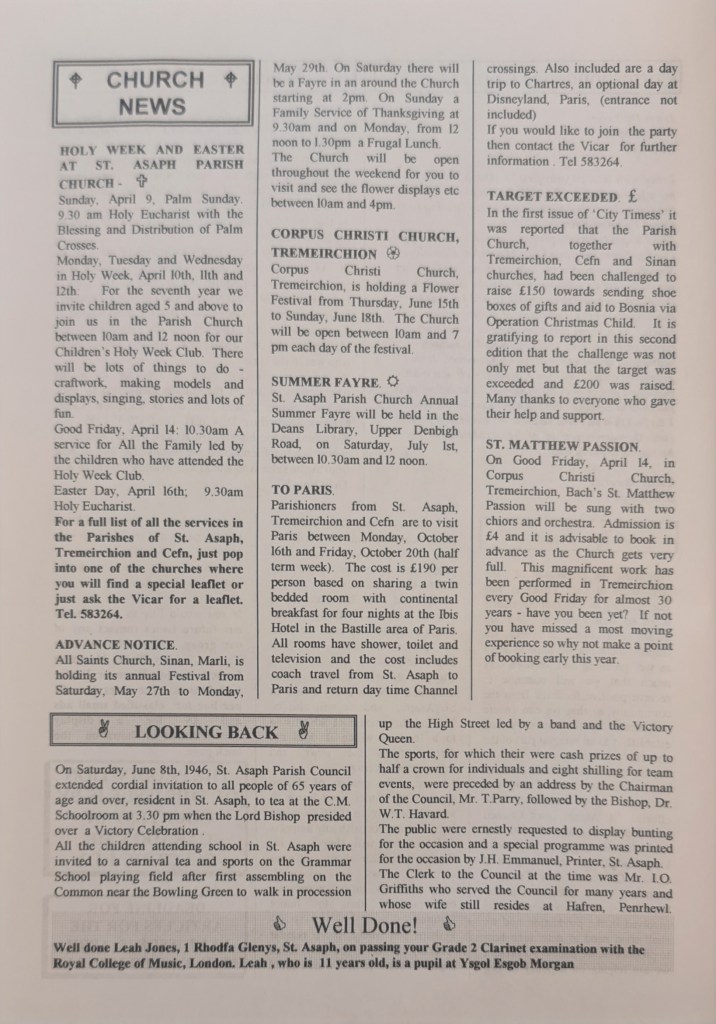 CHURCH
NEWS
HOLY WEEK AND EASTER
AT ST. ASAPH PARISH
CHURCH -
Sunday, April 9, Palm Sunday.
9.30 am Holy Eucharist with the
Blessing and Distribution of Palm
Crosses.
Monday, Tuesday and Wednesday
in Holy Week, April 10th, 11th and
12th: For the seventh year we
invite children aged 5 and above to
join us in the Parish Church
between 10am and 12 noon for our
Children's Holy Week Club. There
will be lots of things to do -
craftwork, making models and
displays, singing, stories and lots of
fun.
Good Friday, April 14: 10.30am A
service for All the Family led by
the children who have attended the
Holy Week Club.
Easter Day, April 16th; 9.30am
Holy Eucharist.
For a full list of all the services in
the Parishes of St. Asaph,
Tremeirchion and Cefn, just pop
into one of the churches where
you will find a special leaflet or
just ask the Vicar for a leaflet.
Tel. 583264.
ADVANCE NOTICE.
All Saints Church, Sinan, Marli, is
holding its annual Festival from
Saturday, May 27th to Monday,
May 29th. On Saturday there will
be a Fayre in an around the Church
starting at 2pm. On Sunday a
Family Service of Thanksgiving at
9.30am and on Monday, from 12
noon to 1.30pm a Frugal Lunch.
The Church will be open
throughout the weekend for you to
visit and see the flower displays etc
between 10am and 4pm.
CORPUS CHRISTI CHURCH,
TREMEIRCHION
Corpus Christi Church,
Tremeirchion, is holding a Flower
Festival from Thursday, June 15th
to Sunday, June 18th. The Church
will be open between 10am and 7
pm each day of the festival.
SUMMER FAYRE.
St. Asaph Parish Church Annual
Summer Fayre will be held in the
Deans Library, Upper Denbigh
Road, on Saturday, July 1st,
between 10.30am and 12 noon.
TO PARIS.
Parishioners from St. Asaph,
Tremeirchion and Cefn are to visit
Paris between Monday, October
16th and Friday, October 20th (half
term week). The cost is £190 per
person based on sharing a twin
bedded room with continental
breakfast for four nights at the Ibis
Hotel in the Bastille area of Paris.
All rooms have shower, toilet and
television and the cost includes
coach travel from St. Asaph to
Paris and return day time Channel
crossings. Also included are a day
trip to Chartres, an optional day at
Disneyland, Paris, (entrance not
included)
If you would like to join the party
then contact the Vicar for further
information . Tel 583264.
TARGET EXCEEDED. £
In the first issue of 'City Timess' it
was reported that the Parish
Church, together with
Tremeirchion, Cefn and Sinan
churches, had been challenged to
raise £150 towards sending shoe
boxes of gifts and aid to Bosnia via
Operation Christmas Child. It is
gratifying to report in this second
edition that the challenge was not
only met but that the target was
exceeded and £200 was raised.
Many thanks to everyone who gave
their help and support.
ST. MATTHEW PASSION.
On Good Friday, April 14, in
Corpus Christi Church,
Tremeirchion, Bach's St. Matthew
Passion will be sung with two
chiors and orchestra. Admission is
£4 and it is advisable to book in
advance as the Church gets very
full. This magnificent work has
been performed in Tremeirchion
every Good Friday for almost 30
years - have you been yet? If not
you have missed a most moving
experience so why not make a point
of booking early this year.
LOOKING BACK
On Saturday, June 8th, 1946, St. Asaph Parish Council
extended cordial invitation to all people of 65 years of
age and over, resident in St. Asaph, to tea at the C.M.
Schoolroom at 3.30 pm when the Lord Bishop presided
over a Victory Celebration .
All the children attending school in St. Asaph were
invited to a carnival tea and sports on the Grammar
School playing field after first assembling on the
Common near the Bowling Green to walk in procession
up the High Street led by a band and the Victory
Queen.
The sports, for which their were cash prizes of up to
half a crown for individuals and eight shilling for team
events, were preceded by an address by the Chairman
of the Council, Mr. T.Parry, followed by the Bishop, Dr.
W.T. Havard.
The public were ernestly requested to display bunting
for the occasion and a special programme was printed
for the occasion by J.H. Emmanuel, Printer, St. Asaph.
The Clerk to the Council at the time was Mr. I.O.
Griffiths who served the Council for many years and
whose wife still resides at Hafren, Penrhewl.
Well Done!
Well done Leah Jones, 1 Rhodfa Glenys, St. Asaph, on passing your Grade 2 Clarinet examination with the
Royal College of Music, London. Leah , who is 11 years old, is a pupil at Ysgol Esgob Morgan